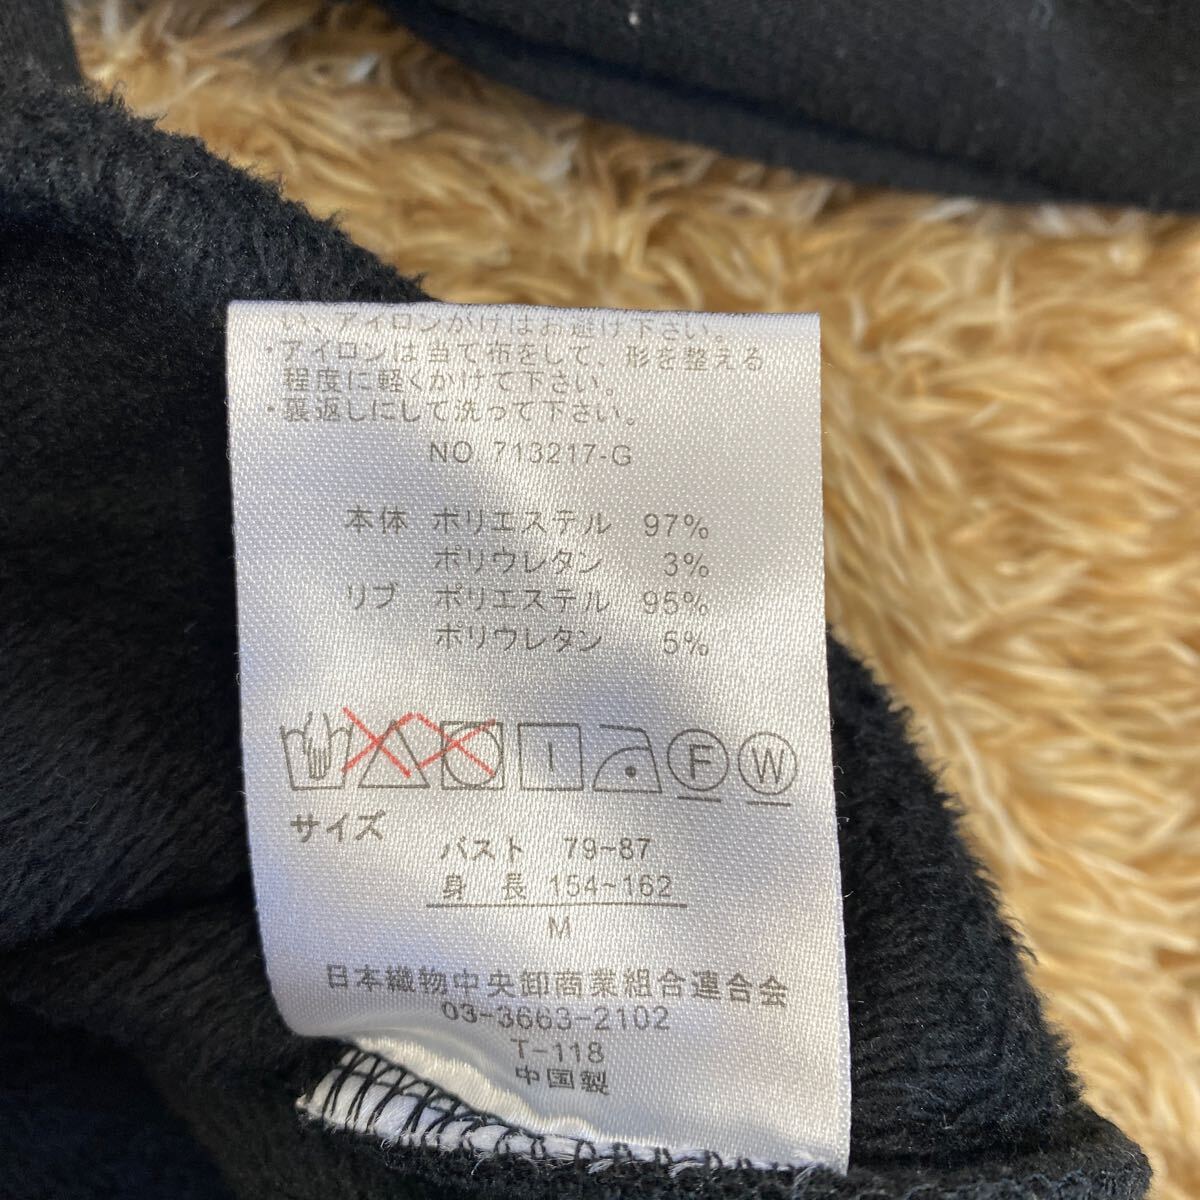 い、アイロンがけはお避け下さい。
・アイロンは当て布をして、形を整える
程度に軽くかけて下さい。
・裏返しにして洗って下さい。
NO 713217-G
本体 ポリエステル 97%
ポリウレタン 3%
リブ ポリエステル 95%
ポリウレタン 5%
F W
サイズ
バスト 79~87
身長 154~162
M
日本織物中央卸商業組合連合会
03-3663-2102
T-118
中国製